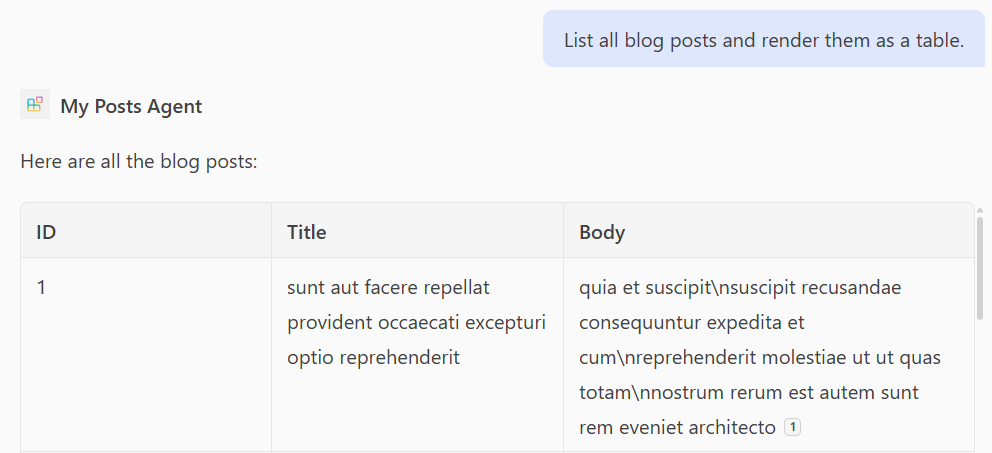 List all blog posts and render them as a table.
My Posts Agent
Here are all the blog posts:
ID
Title
Body
1
sunt aut facere repellat
provident occaecati excepturi
optio reprehenderit
quia et suscipit\nsuscipit recusandae
consequuntur expedita et
cum\nreprehenderit molestiae ut ut quas
totam\nnostrum rerum est autem sunt
rem eveniet architecto 1